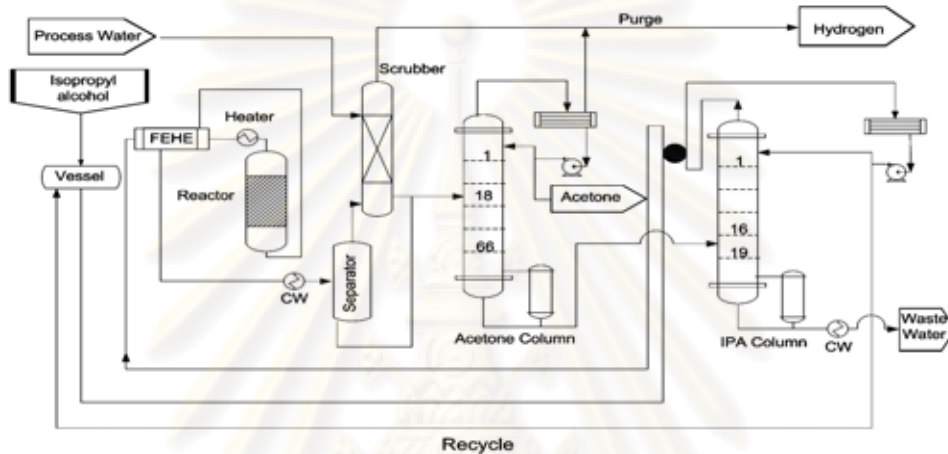 Purge
Hydrogen
Process Water
Scrubber
Isopropyl
alcohol
Heater
FEHE
Vessel
Reactor
1
Acetone
18
66
1
16
19
Separator
CW
Acetone Column
IPA Column
CW
Waste
Water
Recycle